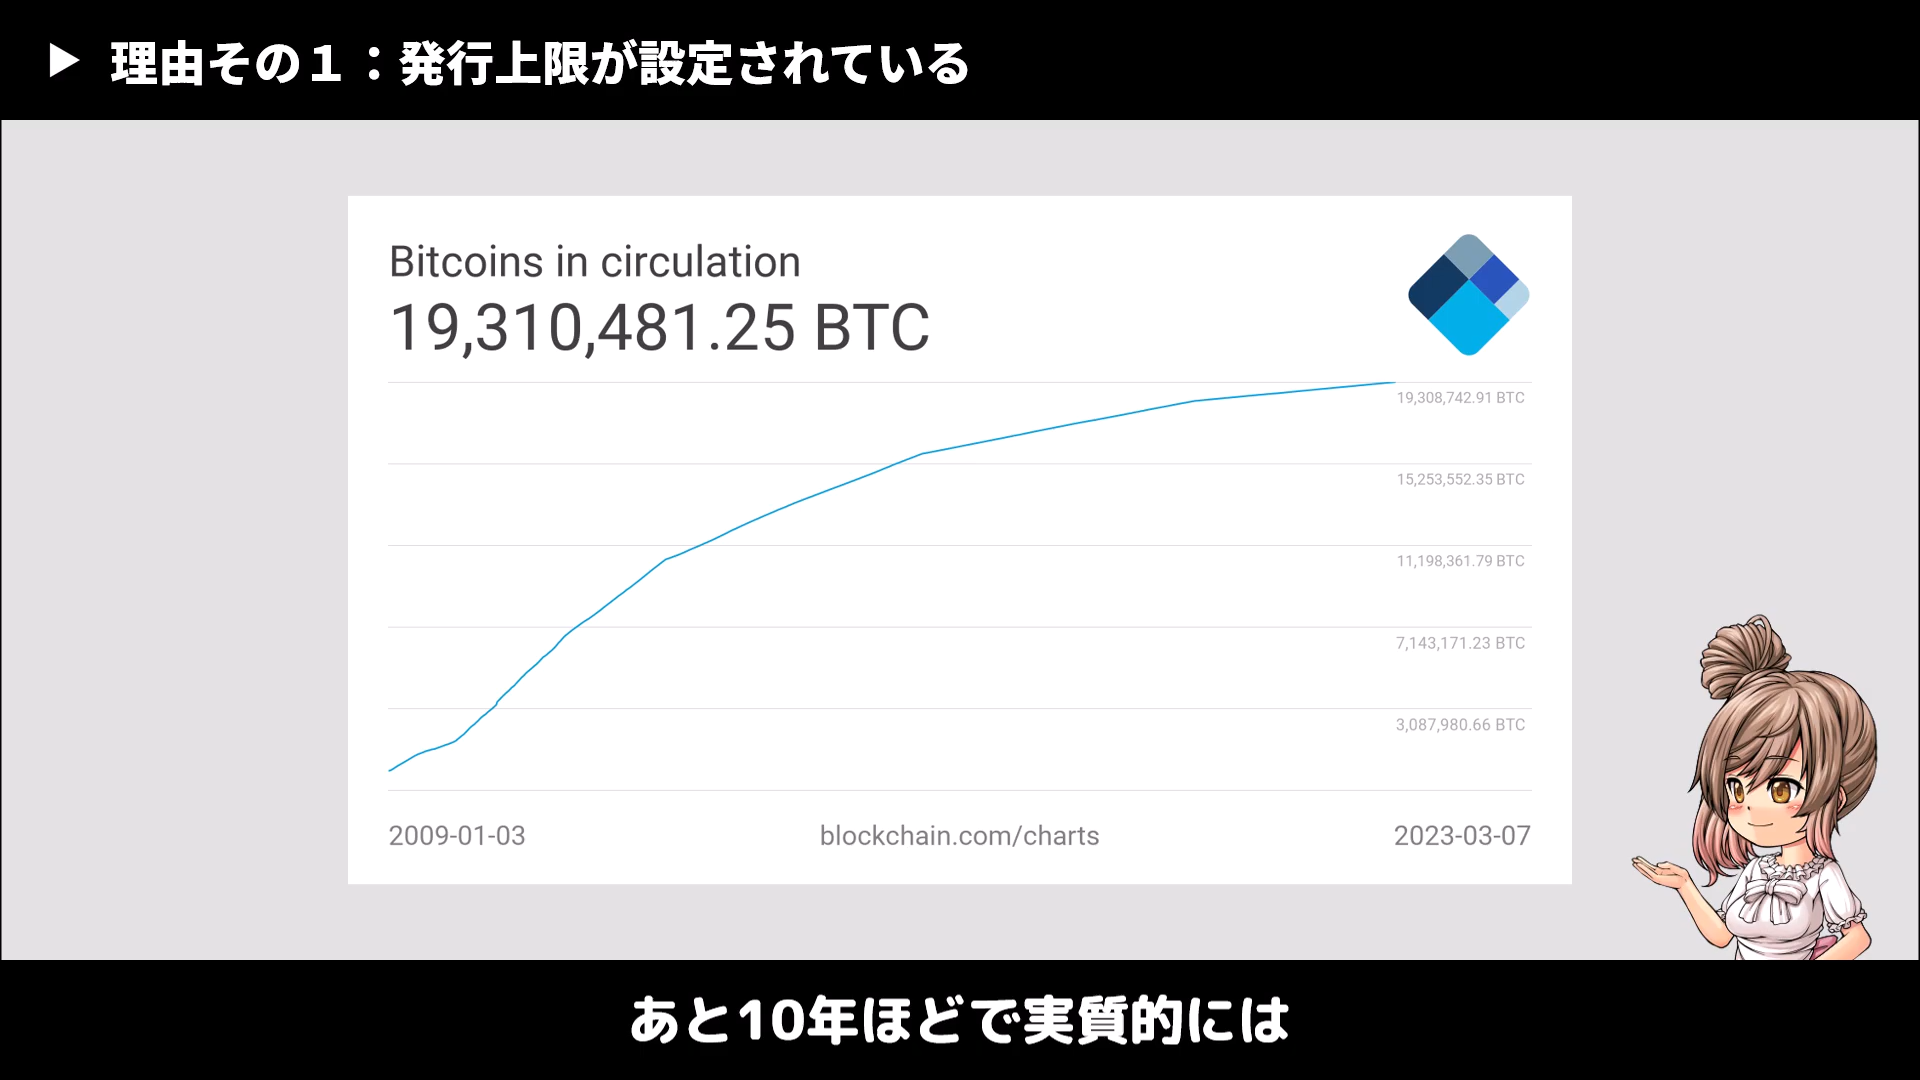 ▶ 理由その１：発行上限が設定されている
Bitcoins in circulation
19,310,481.25 BTC
19,308,742.91 BTC
15,253,552.35 BTC
11,198,361.79 BTC
7,143,171.23 BTC
3,087,980.66 BTC
2009-01-03 blockchain.com/charts 2023-03-07
あと10年ほどで実質的には